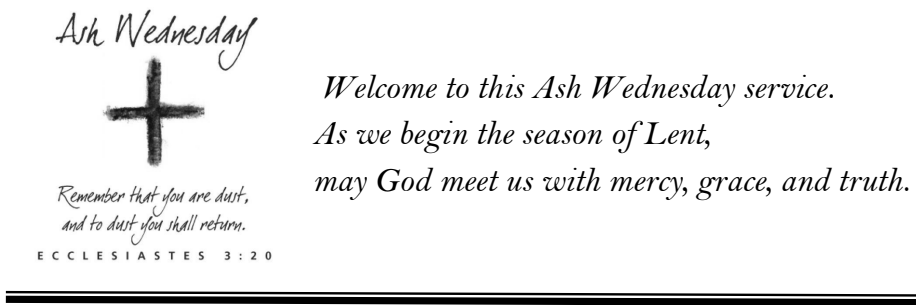 Ash Wednesday
Remember that you are dust,
and to dust you shall return.
ECCLESIASTES 3:20
Welcome to this Ash Wednesday service.
As we begin the season of Lent,
may God meet us with mercy, grace, and truth.